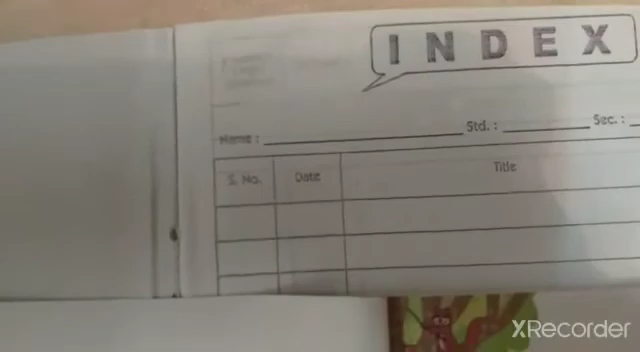 INDEX
Name : Std. : Sec. :
S. No. Date Title
XRecorder